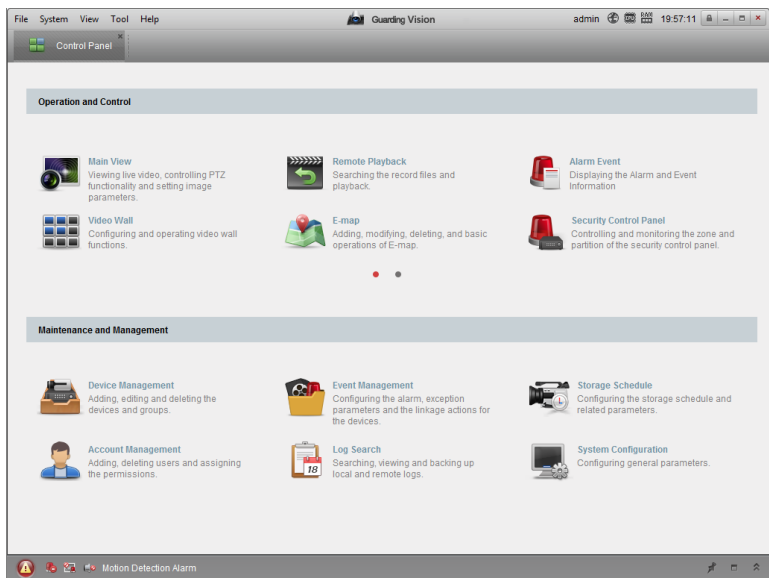 File System View Tool Help Guarding Vision admin 19:57:11
Control Panel
Operation and Control
Main View
Viewing live video, controlling PTZ
functionality and setting image
parameters.
Remote Playback
Searching the record files and
playback.
Alarm Event
Displaying the Alarm and Event
Information
Video Wall
Configuring and operating video wall
functions.
E-map
Adding, modifying, deleting, and basic
operations of E-map.
Security Control Panel
Controlling and monitoring the zone and
partition of the security control panel.
Maintenance and Management
Device Management
Adding, editing and deleting the
devices and groups.
Event Management
Configuring the alarm, exception
parameters and the linkage actions for
the devices.
Storage Schedule
Configuring the storage schedule and
related parameters.
Account Management
Adding, deleting users and assigning
the permissions.
Log Search
Searching, viewing and backing up
local and remote logs.
18
System Configuration
Configuring general parameters.
Motion Detection Alarm